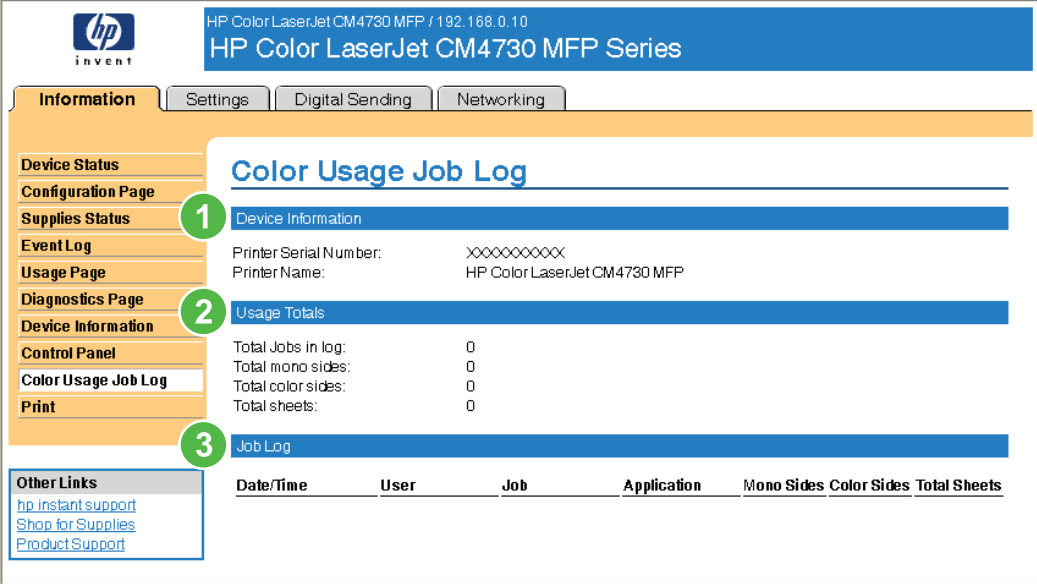 hp
invent
HP Color LaserJet CM4730 MFP / 192.168.0.10
HP Color LaserJet CM4730 MFP Series
Information Settings Digital Sending Networking
Device Status
Configuration Page
Supplies Status
Event Log
Usage Page
Diagnostics Page
Device Information
Control Panel
Color Usage Job Log
Print
Other Links
hp instant support
Shop for Supplies
Product Support
Color Usage Job Log
1 Device Information
Printer Serial Number: XXXXXXXXXX
Printer Name: HP Color LaserJet CM4730 MFP
2 Usage Totals
Total Jobs in log: 0
Total mono sides: 0
Total color sides: 0
Total sheets: 0
3 Job Log
Date/Time User Job Application Mono Sides Color Sides Total Sheets